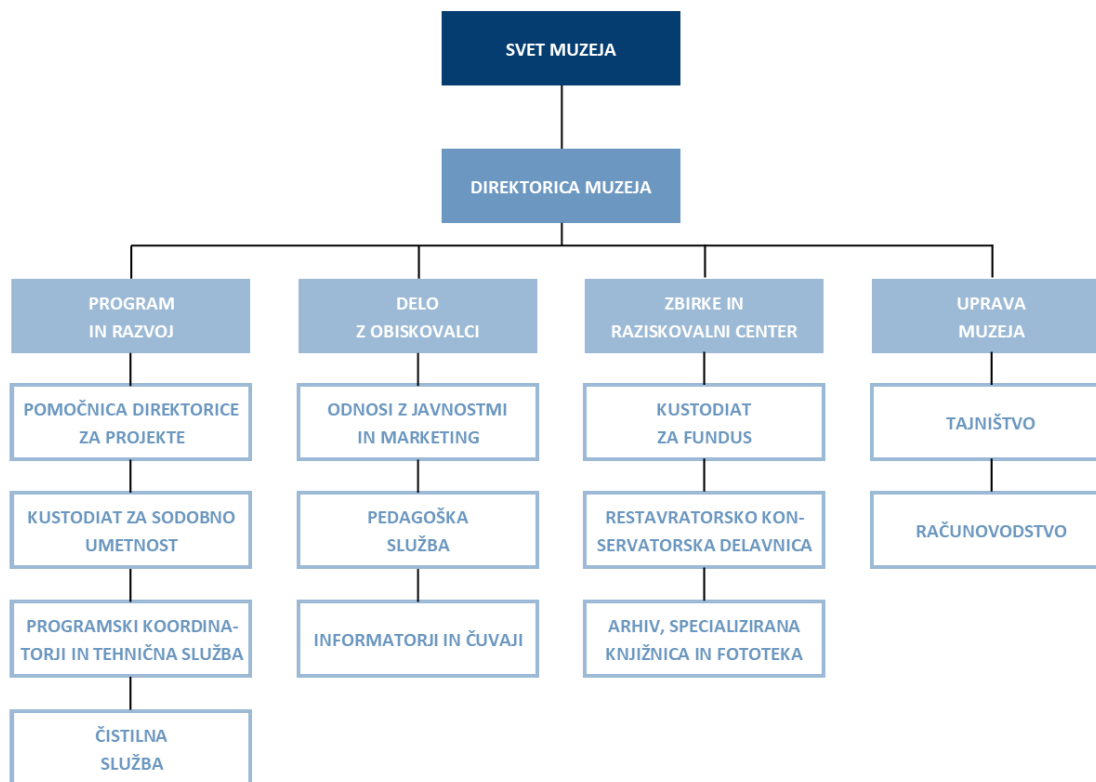 SVET MUZEJA
DIREKTORICA MUZEJA
PROGRAM
IN RAZVOJ
POMOČNICA DIREKTORICE
ZA PROJEKTE
KUSTODIAT ZA SODOBNO
UMETNOST
PROGRAMSKI KOORDINA-
TORJI IN TEHNIČNA SLUŽBA
ČISTILNA
SLUŽBA
DELO
Z OBISKOVALCI
ODNOSI Z JAVNOSTMI
IN MARKETING
PEDAGOŠKA
SLUŽBA
INFORMATORJI IN ČUVAJI
ZBIRKE IN
RAZISKOVALNI CENTER
KUSTODIAT
ZA FUNDUS
RESTAVRATORSKO KON-
SERVATORSKA DELAVNICA
ARHIV, SPECIALIZIRANA
KNJIŽNICA IN FOTOTEKA
UPRAVA
MUZEJA
TAJNIŠTVO
RAČUNOVODSTVO